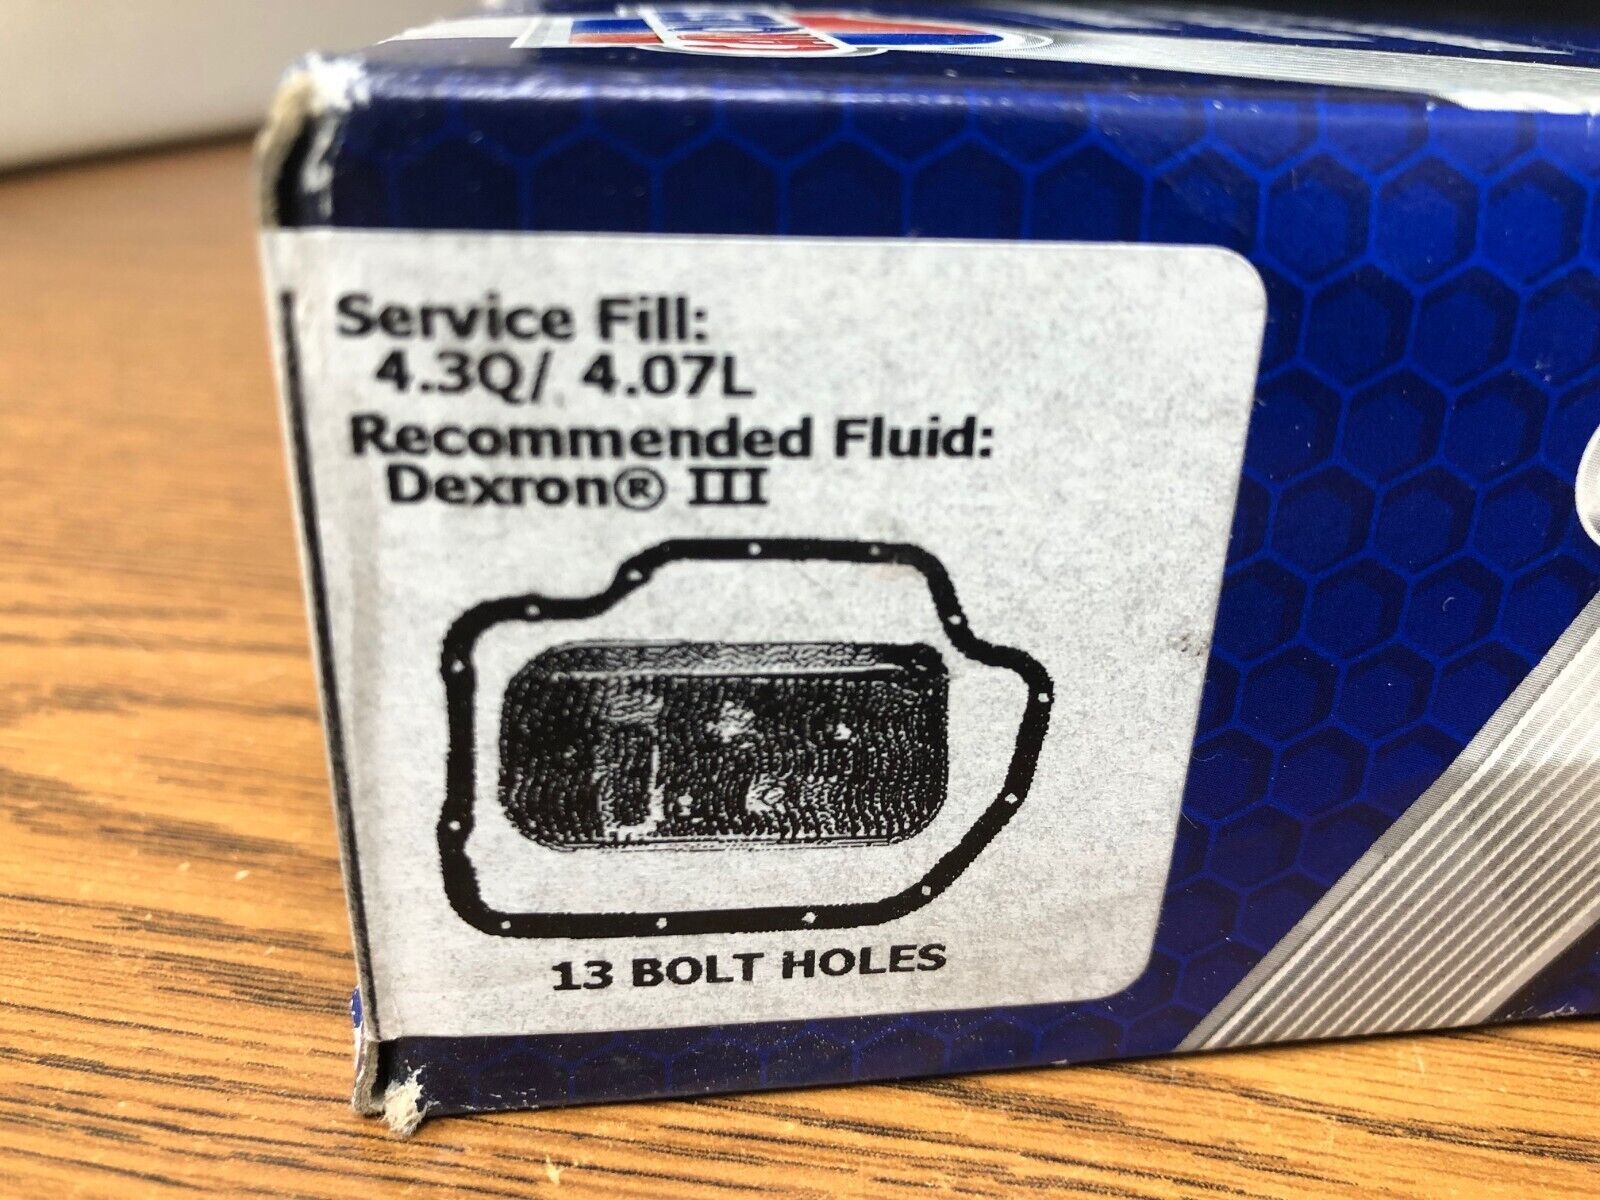 Service Fill:
4.3Q/ 4.07L
Recommended Fluid:
Dexron® III
13 BOLT HOLES